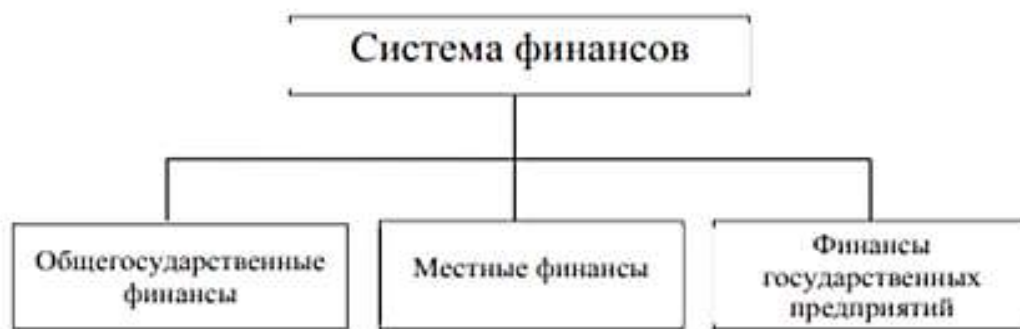 Система финансов
Общегосударственные
финансы
Местные финансы
Финансы
государственных
предприятий